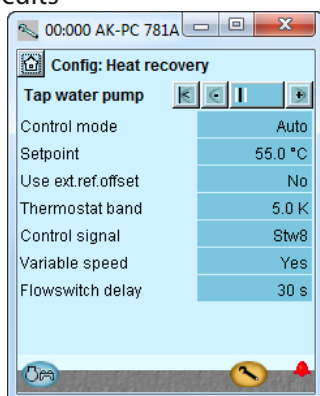 cuits
00:000 AK-PC 781A
Config: Heat recovery
Tap water pump
Control mode Auto
Setpoint 55.0 °C
Use ext.ref.offset No
Thermostat band 5.0 K
Control signal Stw8
Variable speed Yes
Flowswitch delay 30 s